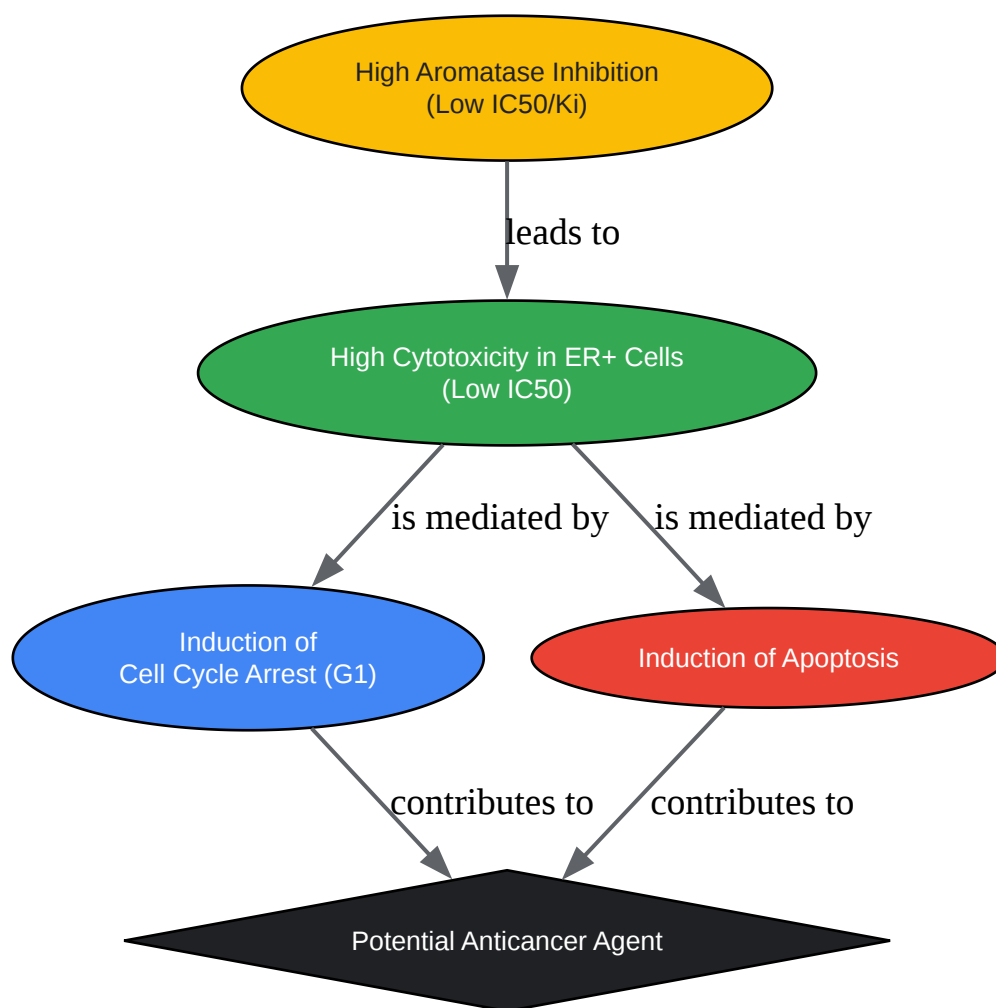 High Aromatase Inhibition
(Low IC50/Ki)
leads to
High Cytotoxicity in ER+ Cells
(Low IC50)
is mediated by
is mediated by
Induction of
Cell Cycle Arrest (G1)
Induction of Apoptosis
contributes to
contributes to
Potential Anticancer Agent